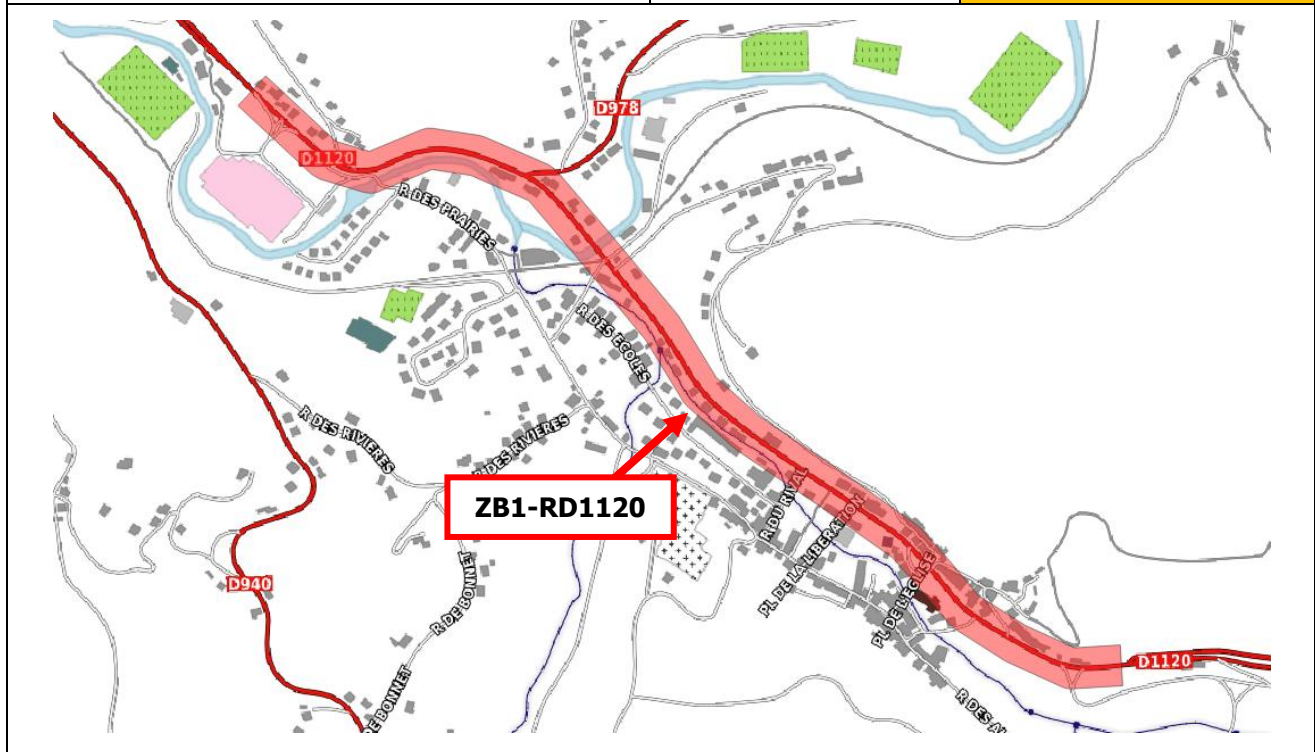 D978
D1120
R DES PRAIRIES
R DES ECOLES
R DES RIVIERES
DES RIVIERES
ZB1-RD1120
R DU RIVAL
PL DE LA LIBERATION
PL DE L'EGLISE
D940
R DE BONNET
DE BONNET
D1120
R DES